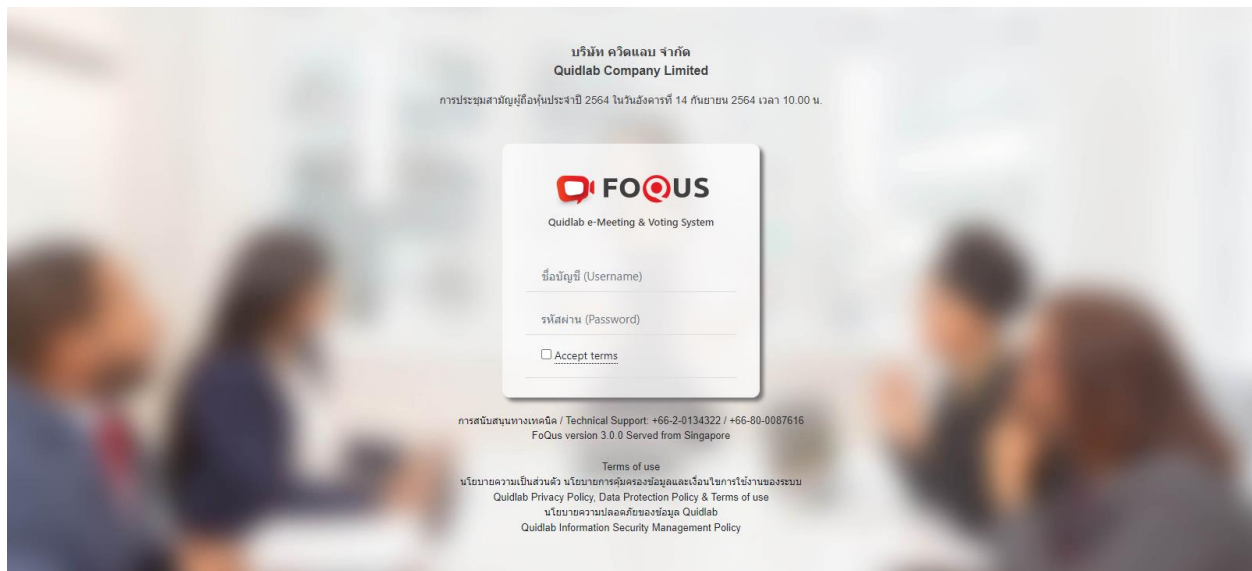 บริษัท ควิดแลบ จำกัด
Quidlab Company Limited
การประชุมสามัญผู้ถือหุ้นประจำปี 2564 ในวันอังคารที่ 14 กันยายน 2564 เวลา 10.00 น.
FOQUS
Quidlab e-Meeting & Voting System
ชื่อบัญชี (Username)
รหัสผ่าน (Password)
Accept terms
การสนับสนุนทางเทคนิค / Technical Support: +66-2-0134322 / +66-80-0087616
FoQus version 3.0.0 Served from Singapore
Terms of use
นโยบายความเป็นส่วนตัว นโยบายการคุ้มครองข้อมูลและเงื่อนไขการใช้งานของระบบ
Quidlab Privacy Policy, Data Protection Policy & Terms of use
นโยบายความปลอดภัยของข้อมูล Quidlab
Quidlab Information Security Management Policy